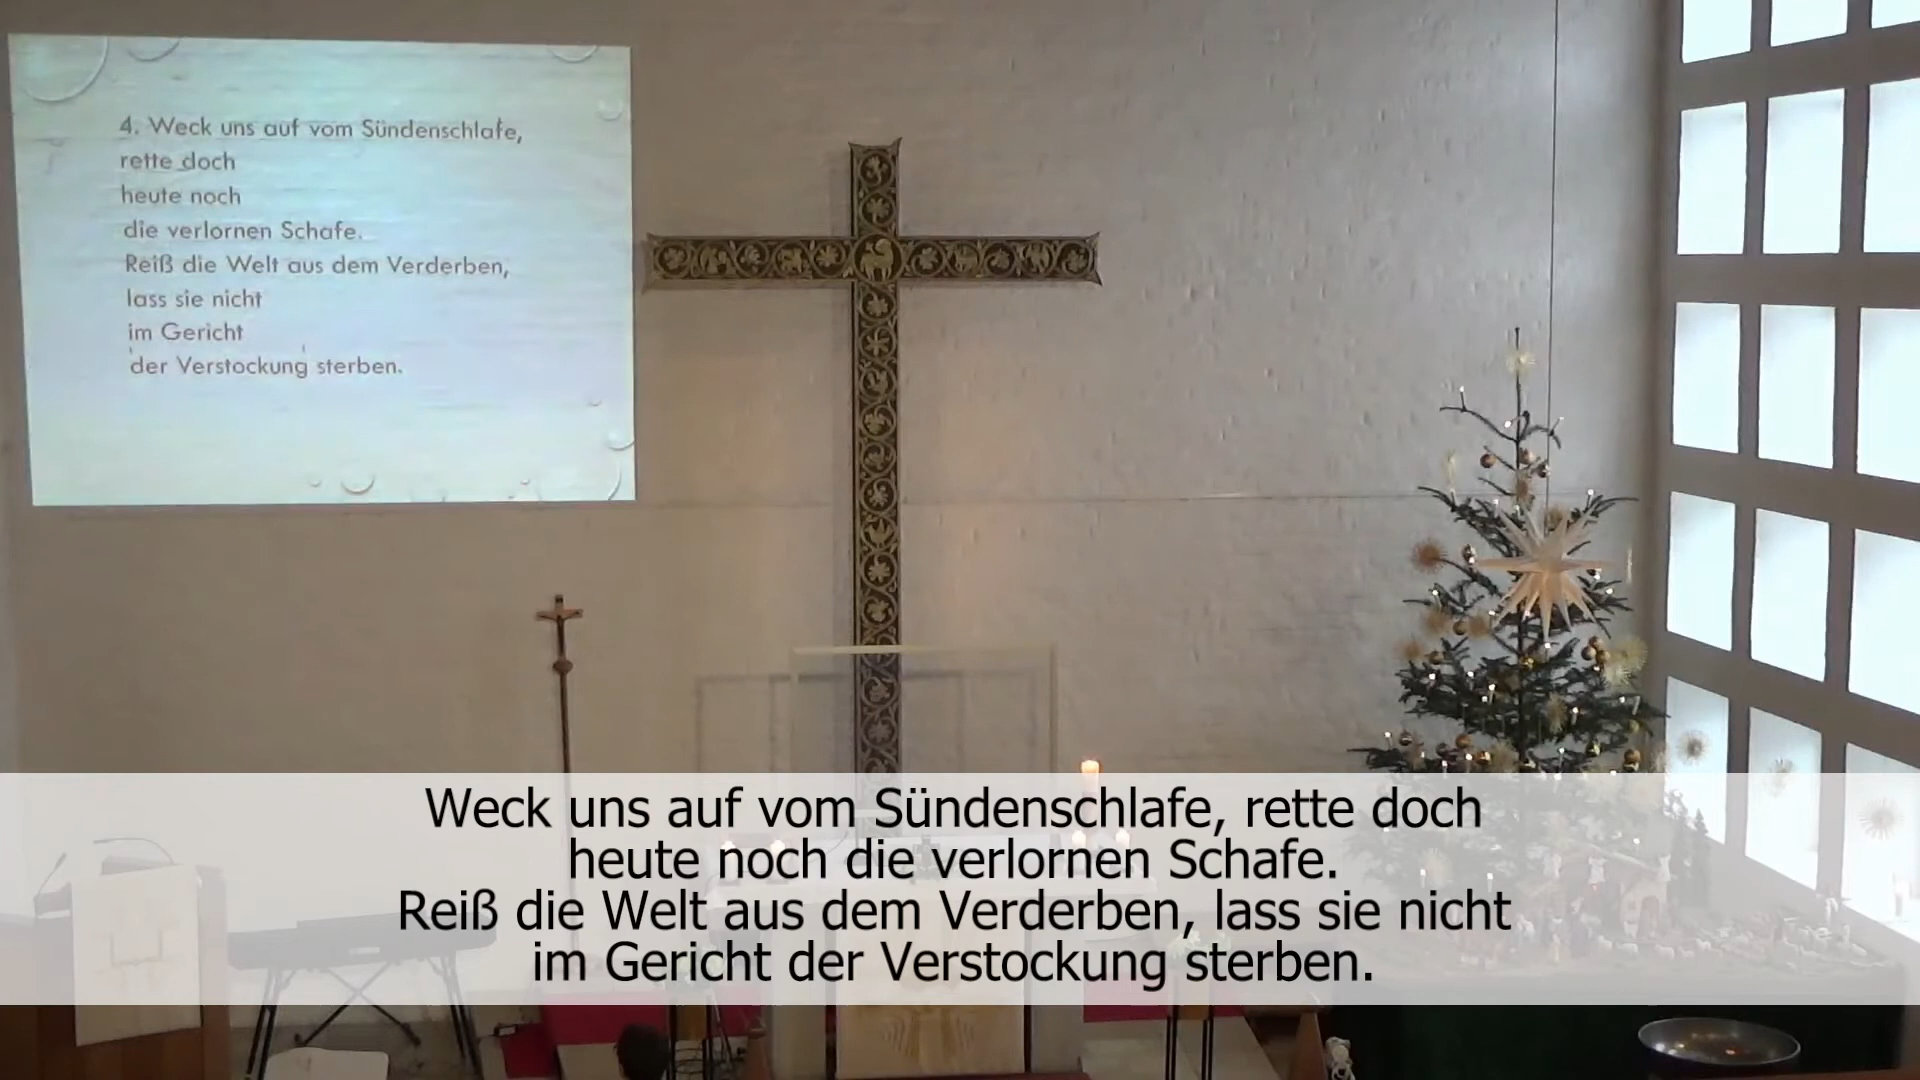 4. Weck uns auf vom Sündenschlafe,
rette doch
heute noch
die verlornen Schafe.
Reiß die Welt aus dem Verderben,
lass sie nicht
im Gericht
der Verstockung sterben.
Weck uns auf vom Sündenschlafe, rette doch
heute noch die verlornen Schafe.
Reiß die Welt aus dem Verderben, lass sie nicht
im Gericht der Verstockung sterben.